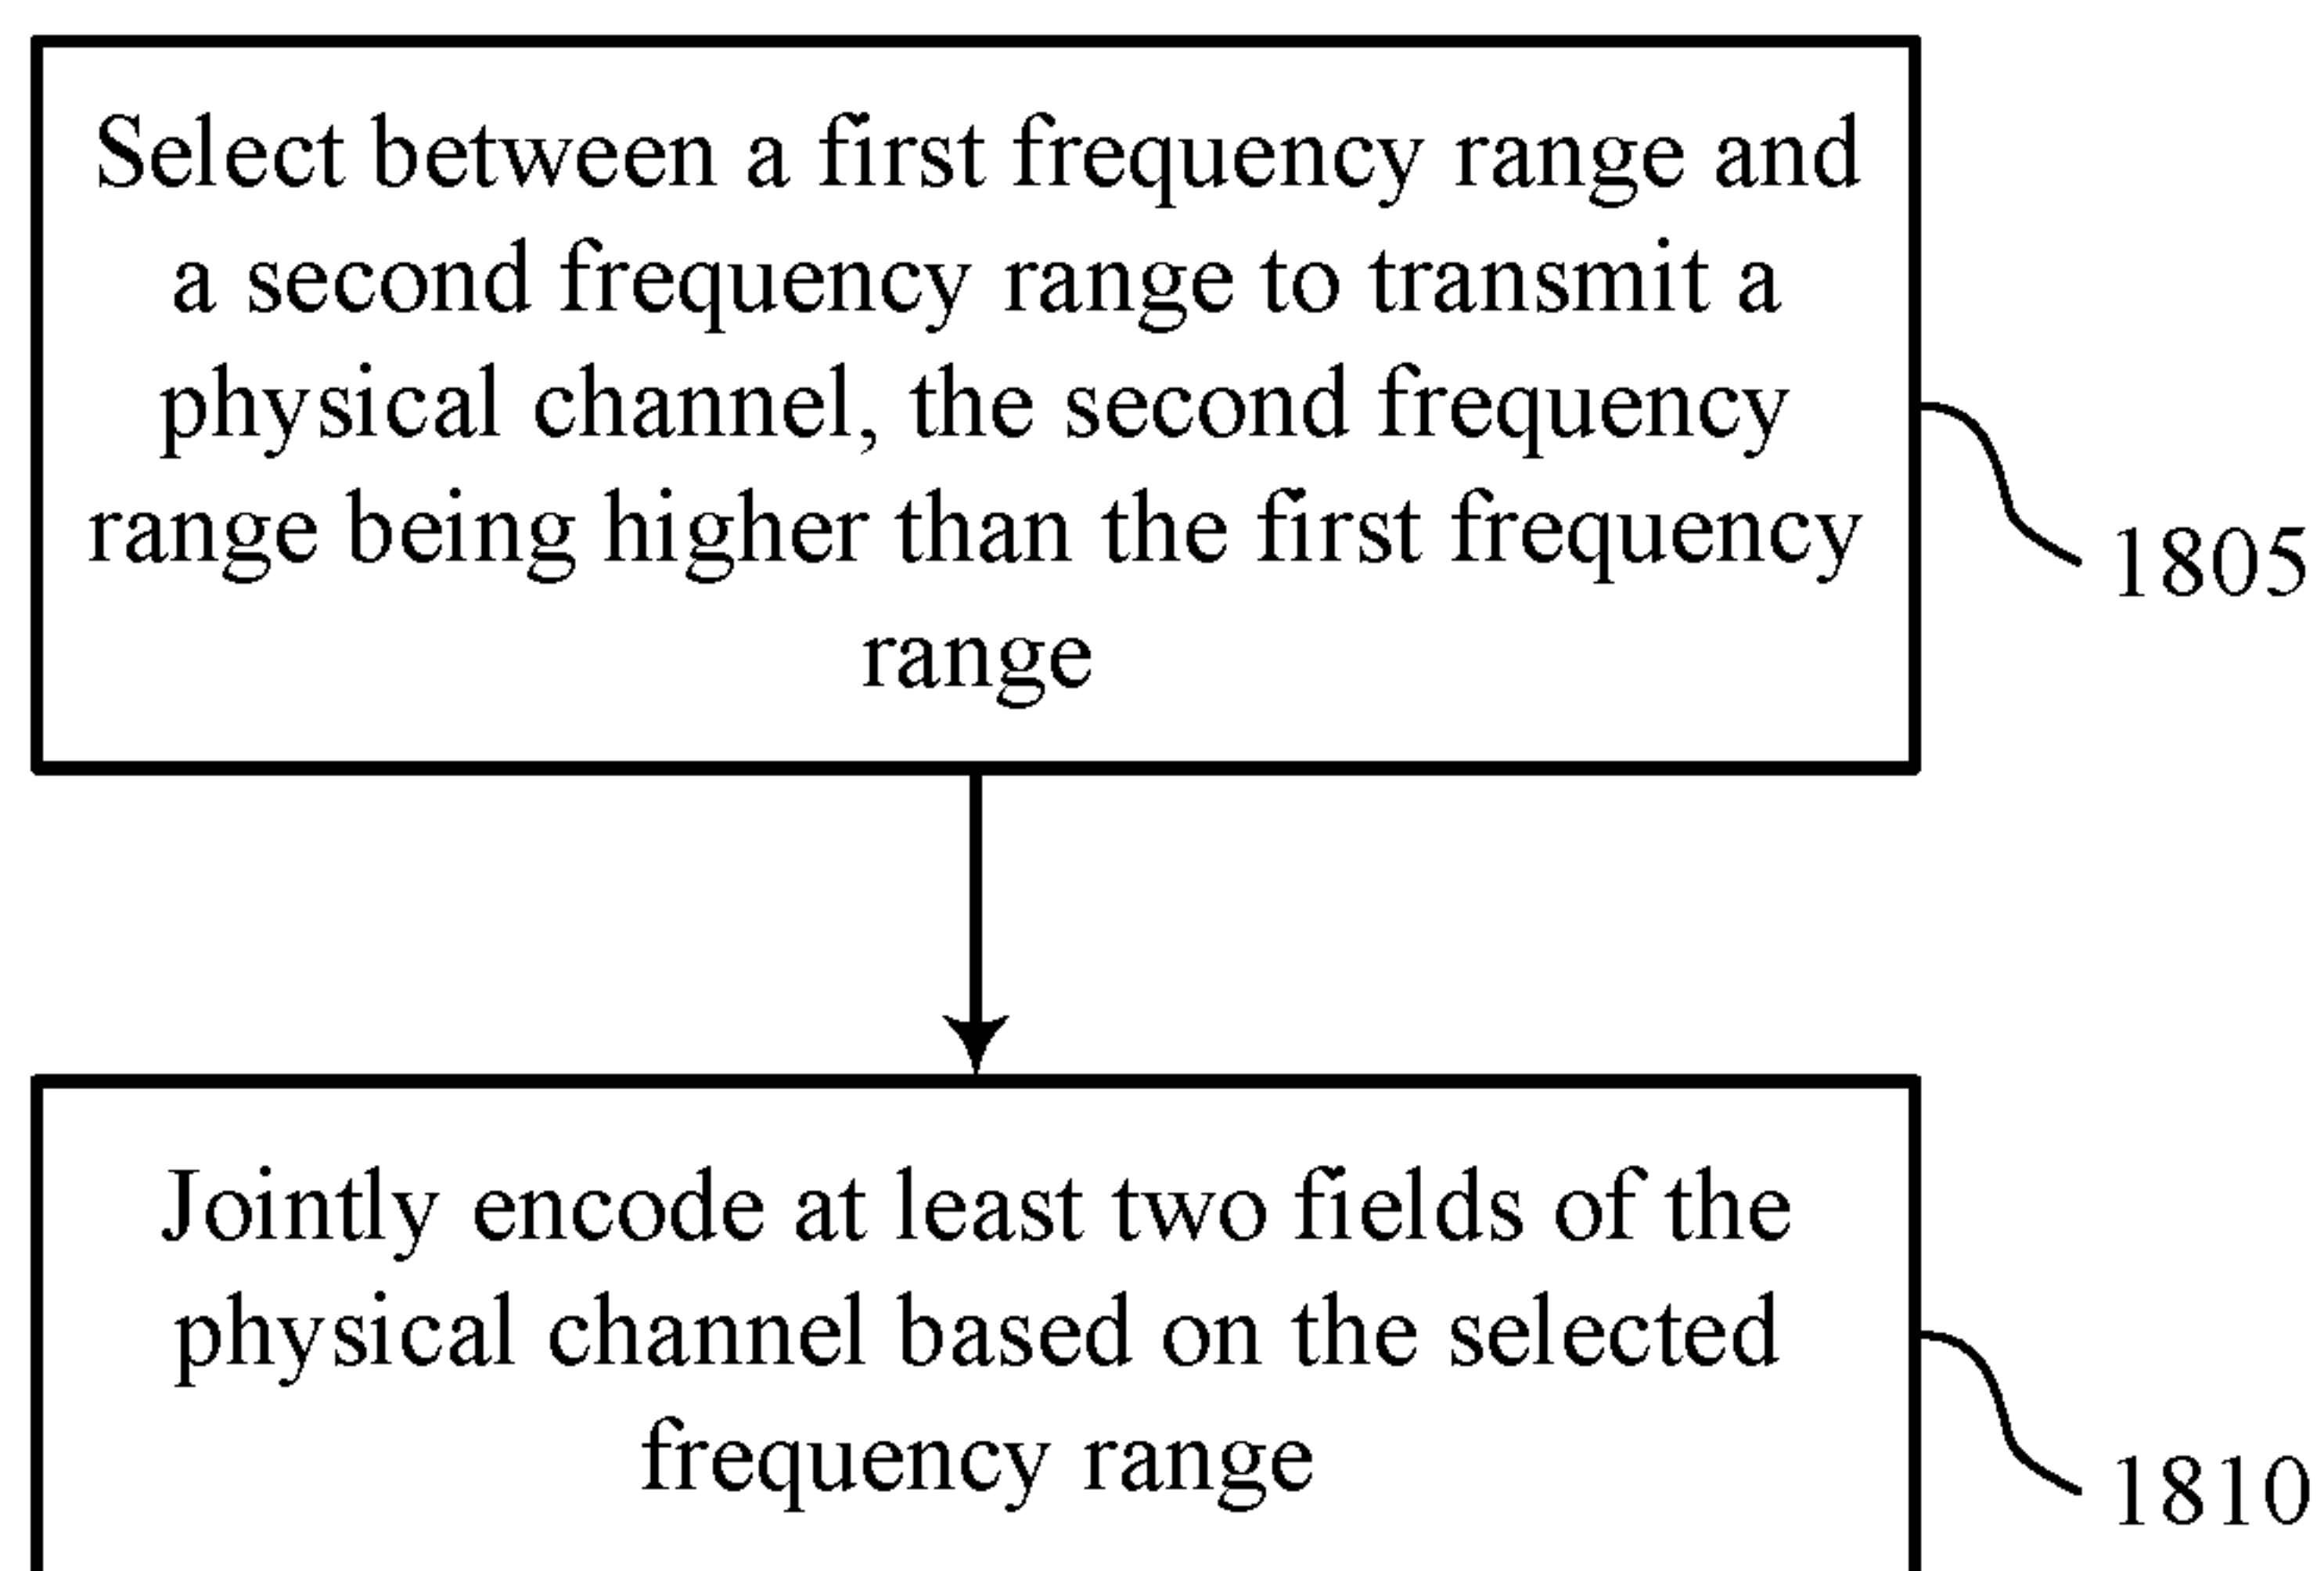 Select between a first frequency range and
a second frequency range to transmit a
physical channel, the second frequency
range being higher than the first frequency
range
1805
Jointly encode at least two fields of the
physical channel based on the selected
frequency range
1810